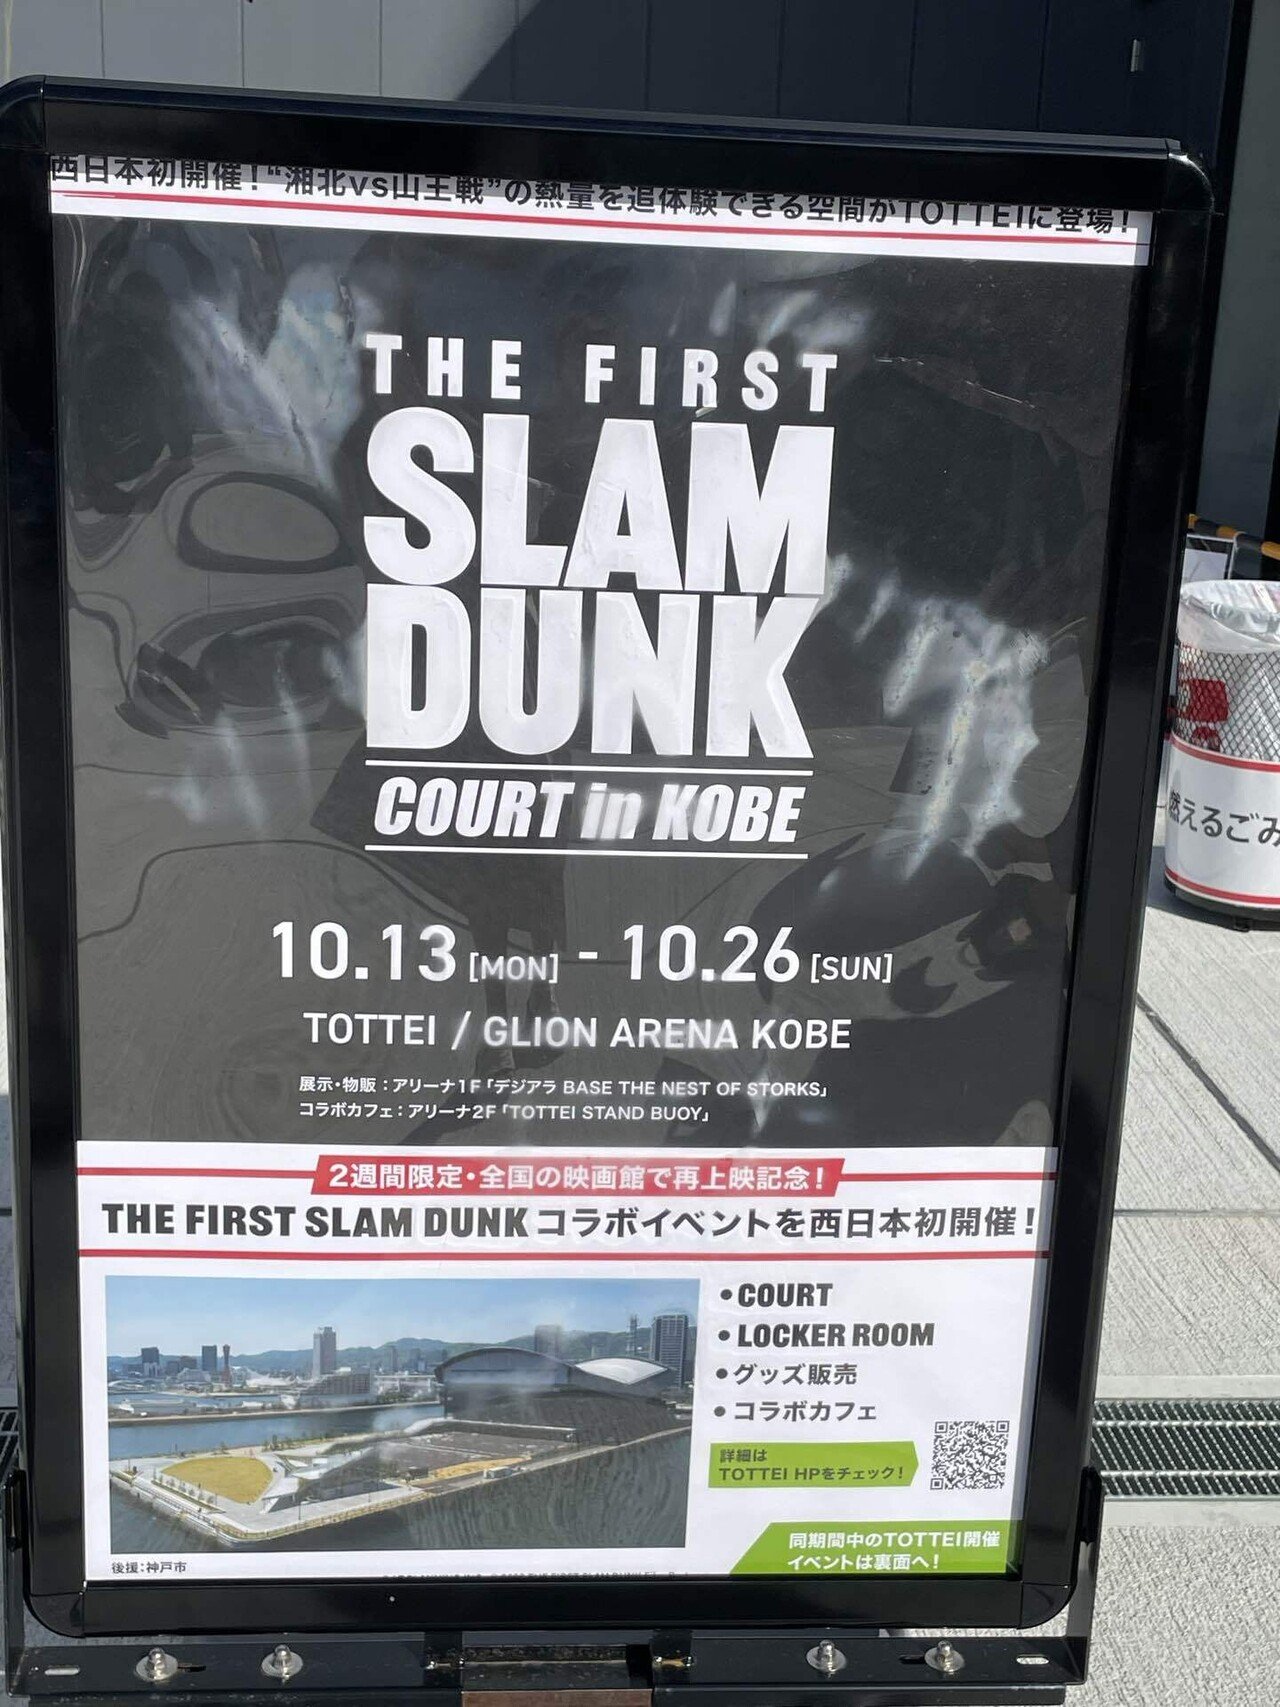 西日本初開催！“湘北VS山王戦”の熱量を追体験できる空間がTOTTEIに登場！
THE FIRST
SLAM
DUNK
COURT in KOBE
10.13 [MON] - 10.26 [SUN]
TOTTEI / GLION ARENA KOBE
展示・物販：アリーナ1F「デジアラ BASE THE NEST OF STORKS」
コラボカフェ：アリーナ2F「TOTTEI STAND BUOY」
2週間限定・全国の映画館で再上映記念！
THE FIRST SLAM DUNK コラボイベントを西日本初開催！
・COURT
・LOCKER ROOM
・グッズ販売
・コラボカフェ
詳細は
TOTTEI HPをチェック！
同期間中のTOTTEI開催
イベントは裏面へ！
後援：神戸市
燃えるごみ